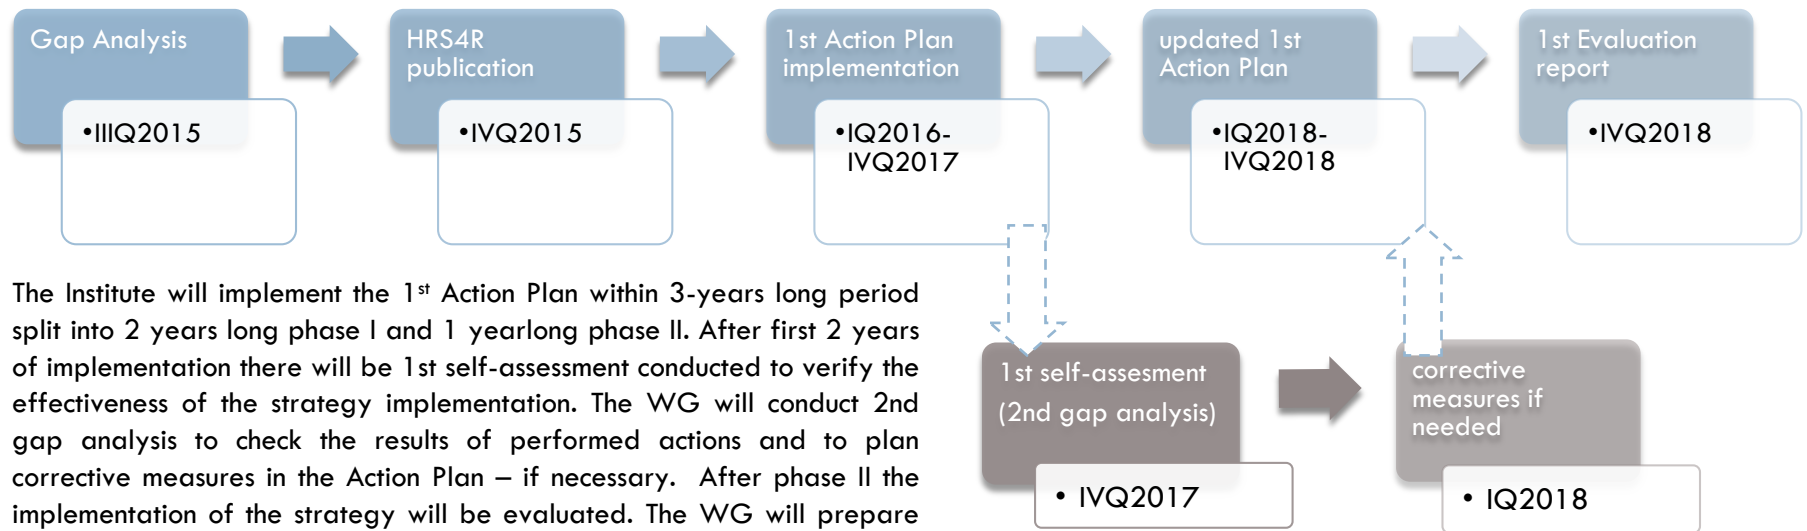 Gap Analysis
•IIIQ2015
HRS4R
publication
•IVQ2015
1st Action Plan
implementation
•IQ2016-
IVQ2017
updated 1st
Action Plan
•IQ2018-
IVQ2018
1st Evaluation
report
•IVQ2018
The Institute will implement the 1st Action Plan within 3-years long period
split into 2 years long phase I and 1 yearlong phase II. After first 2 years
of implementation there will be 1st self-assessment conducted to verify the
effectiveness of the strategy implementation. The WG will conduct 2nd
gap analysis to check the results of performed actions and to plan
corrective measures in the Action Plan – if necessary. After phase II the
implementation of the strategy will be evaluated. The WG will prepare
1st self-assesment
(2nd gap analysis)
• IVQ2017
corrective
measures if
needed
• IQ2018